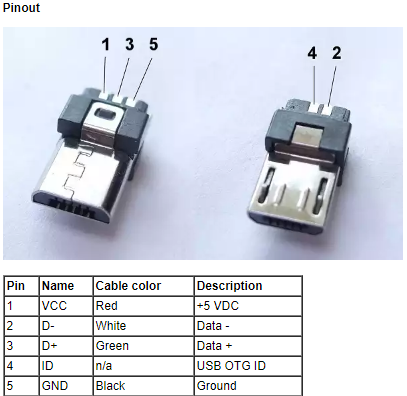 Pinout
1 3 5
4 2
Pin Name Cable color Description
1 VCC Red +5 VDC
2 D- White Data -
3 D+ Green Data +
4 ID n/a USB OTG ID
5 GND Black Ground